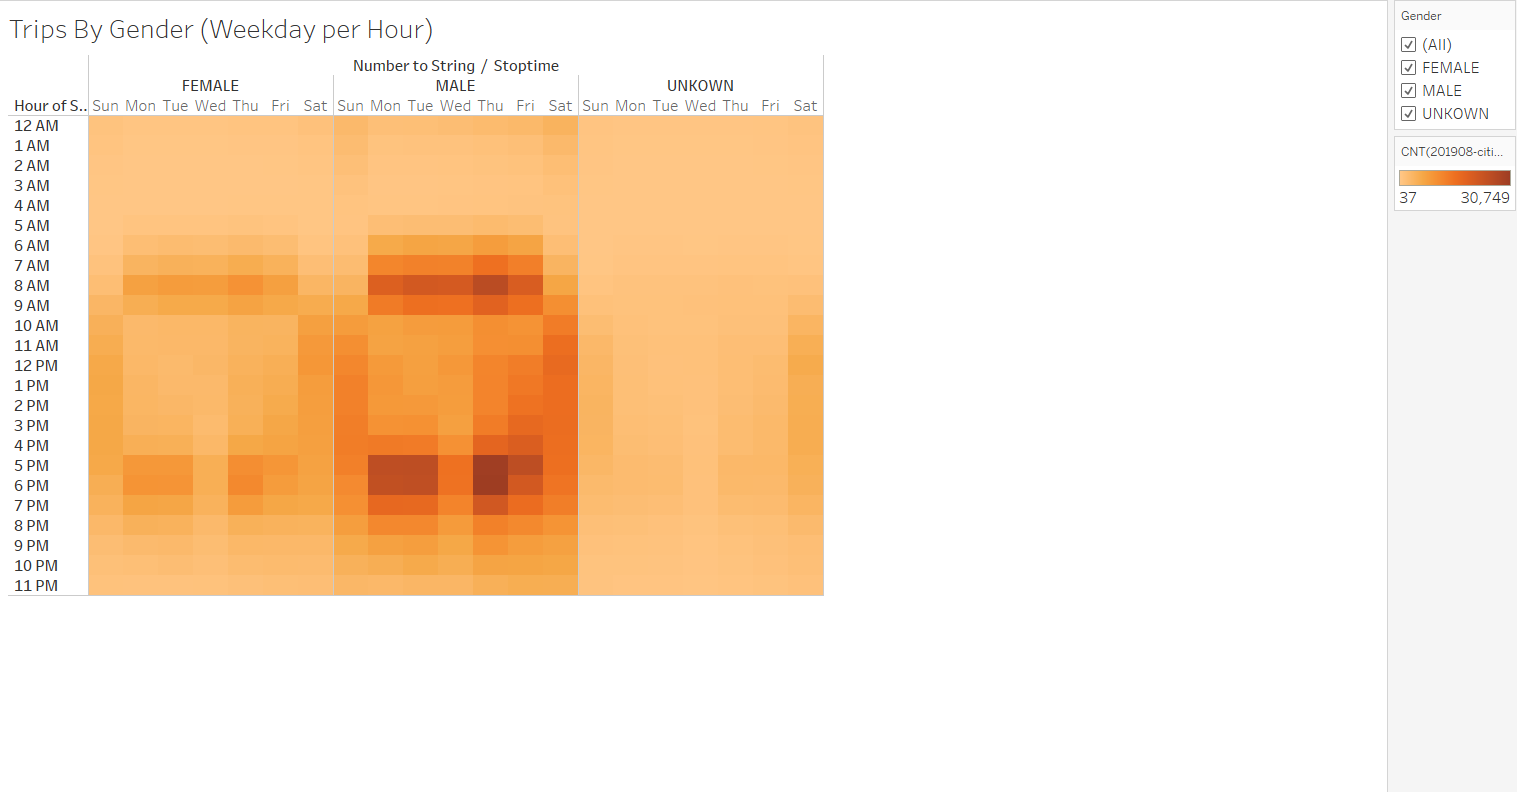 Trips By Gender (Weekday per Hour)
Number to String / Stoptime
FEMALE MALE UNKOWN
Hour of S.. Sun Mon Tue Wed Thu Fri Sat Sun Mon Tue Wed Thu Fri Sat Sun Mon Tue Wed Thu Fri Sat
12 AM
1 AM
2 AM
3 AM
4 AM
5 AM
6 AM
7 AM
8 AM
9 AM
10 AM
11 AM
12 PM
1 PM
2 PM
3 PM
4 PM
5 PM
6 PM
7 PM
8 PM
9 PM
10 PM
11 PM
Gender
(All)
FEMALE
MALE
UNKOWN
CNT(201908-citi...
37 30,749